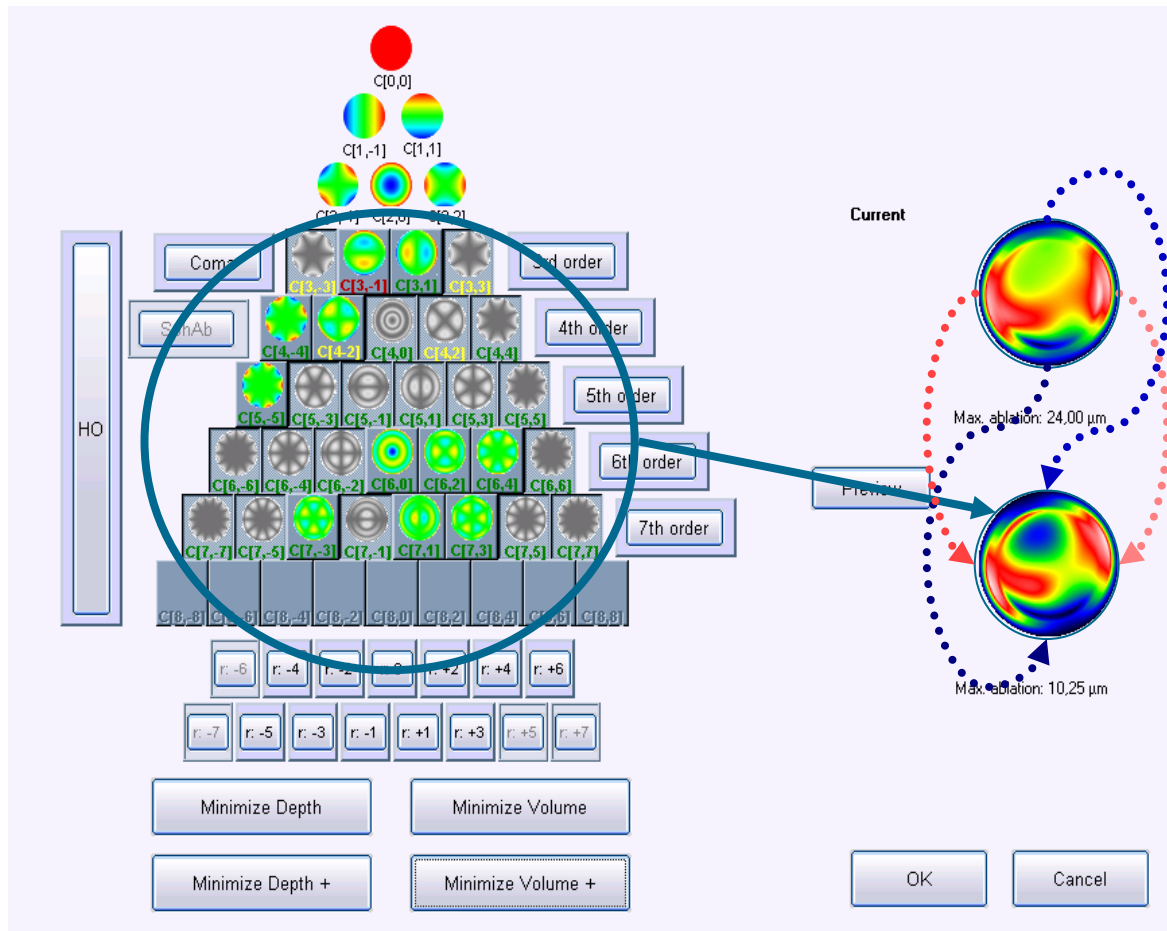 C[0,0]
C[1,-1] C[1,1]
C[2,0]
Current
HO
3rd order
C[3,-3] C[3,-1] C[3,1] C[3,3]
4th order
C[4,-4] C[4-2] C[4,0] C[4,2] C[4,4]
5th order
C[5,-5] C[5,-3] C[5,-1] C[5,1] C[5,3] C[5,5]
Max. ablation: 24,00 µm
6th order
C[6,-6] C[6,-4] C[6,-2] C[6,0] C[6,2] C[6,4] C[6,6]
Preview
7th order
C[7,-7] C[7,-5] C[7,-3] C[7,-1] C[7,1] C[7,3] C[7,5] C[7,7]
C[8,-8] C[8,-4] C[8,-2] C[8,0] C[8,2] C[8,4] C[8,8]
r: -6 r: -4 r: +2 r: +4 r: +6
Max. ablation: 10,25 µm
r: -7 r: -5 r: -3 r: -1 r: +1 r: +3 r: +5 r: +7
Minimize Depth Minimize Volume
Minimize Depth + Minimize Volume +
OK Cancel